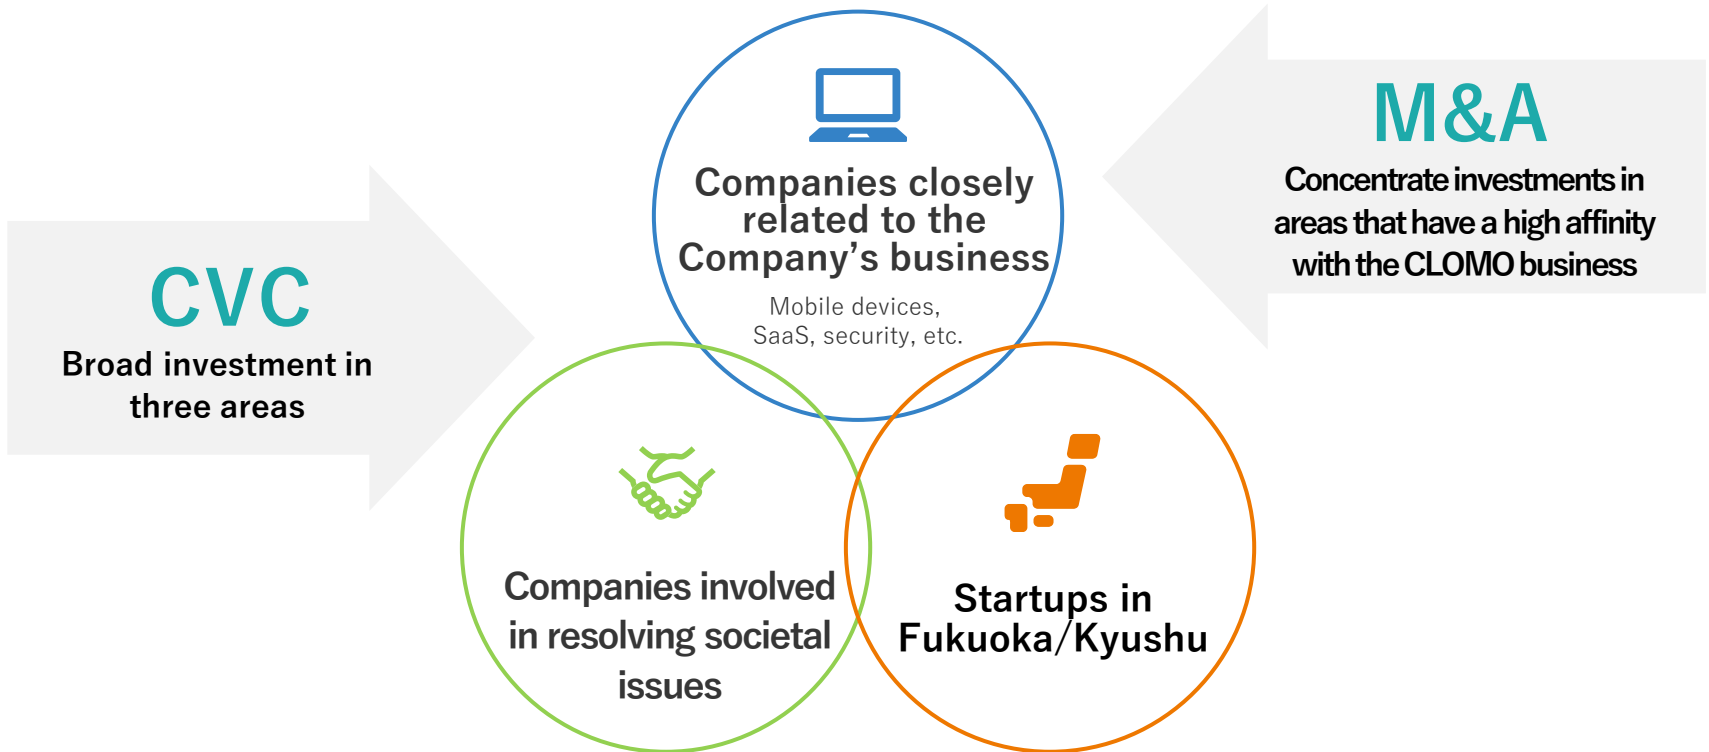 CVC
Broad investment in
three areas
Companies closely
related to the
Company’s business
Mobile devices,
SaaS, security, etc.
M&A
Concentrate investments in
areas that have a high affinity
with the CLOMO business
Companies involved
in resolving societal
issues
Startups in
Fukuoka/Kyushu